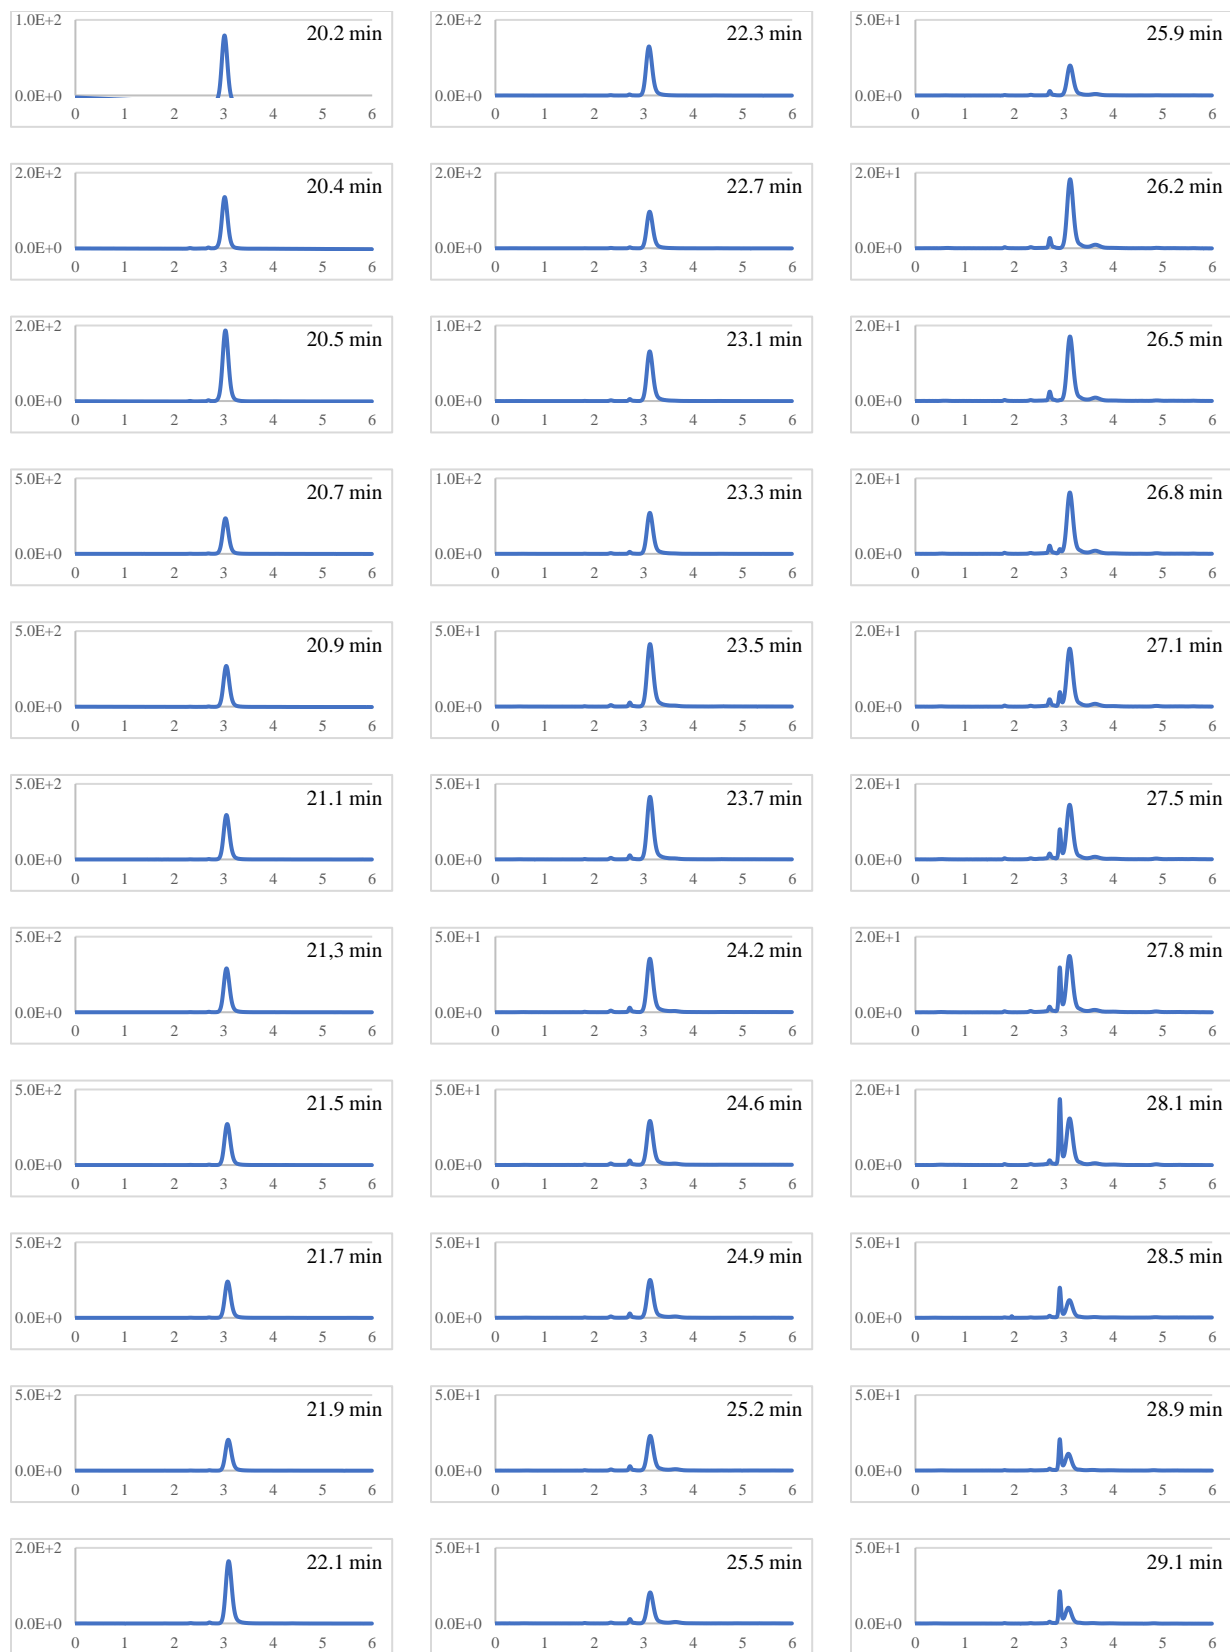 1.0E+2 20.2 min
0.0E+0
0 1 2 3 4 5 6
2.0E+2 20.4 min
0.0E+0
0 1 2 3 4 5 6
2.0E+2 20.5 min
0.0E+0
0 1 2 3 4 5 6
5.0E+2 20.7 min
0.0E+0
0 1 2 3 4 5 6
5.0E+2 20.9 min
0.0E+0
0 1 2 3 4 5 6
5.0E+2 21.1 min
0.0E+0
0 1 2 3 4 5 6
5.0E+2 21,3 min
0.0E+0
0 1 2 3 4 5 6
5.0E+2 21.5 min
0.0E+0
0 1 2 3 4 5 6
5.0E+2 21.7 min
0.0E+0
0 1 2 3 4 5 6
5.0E+2 21.9 min
0.0E+0
0 1 2 3 4 5 6
2.0E+2 22.1 min
0.0E+0
0 1 2 3 4 5 6
2.0E+2 22.3 min
0.0E+0
0 1 2 3 4 5 6
2.0E+2 22.7 min
0.0E+0
0 1 2 3 4 5 6
1.0E+2 23.1 min
0.0E+0
0 1 2 3 4 5 6
1.0E+2 23.3 min
0.0E+0
0 1 2 3 4 5 6
5.0E+1 23.5 min
0.0E+0
0 1 2 3 4 5 6
5.0E+1 23.7 min
0.0E+0
0 1 2 3 4 5 6
5.0E+1 24.2 min
0.0E+0
0 1 2 3 4 5 6
5.0E+1 24.6 min
0.0E+0
0 1 2 3 4 5 6
5.0E+1 24.9 min
0.0E+0
0 1 2 3 4 5 6
5.0E+1 25.2 min
0.0E+0
0 1 2 3 4 5 6
5.0E+1 25.5 min
0.0E+0
0 1 2 3 4 5 6
5.0E+1 25.9 min
0.0E+0
0 1 2 3 4 5 6
2.0E+1 26.2 min
0.0E+0
0 1 2 3 4 5 6
2.0E+1 26.5 min
0.0E+0
0 1 2 3 4 5 6
2.0E+1 26.8 min
0.0E+0
0 1 2 3 4 5 6
2.0E+1 27.1 min
0.0E+0
0 1 2 3 4 5 6
2.0E+1 27.5 min
0.0E+0
0 1 2 3 4 5 6
2.0E+1 27.8 min
0.0E+0
0 1 2 3 4 5 6
2.0E+1 28.1 min
0.0E+0
0 1 2 3 4 5 6
5.0E+1 28.5 min
0.0E+0
0 1 2 3 4 5 6
5.0E+1 28.9 min
0.0E+0
0 1 2 3 4 5 6
5.0E+1 29.1 min
0.0E+0
0 1 2 3 4 5 6